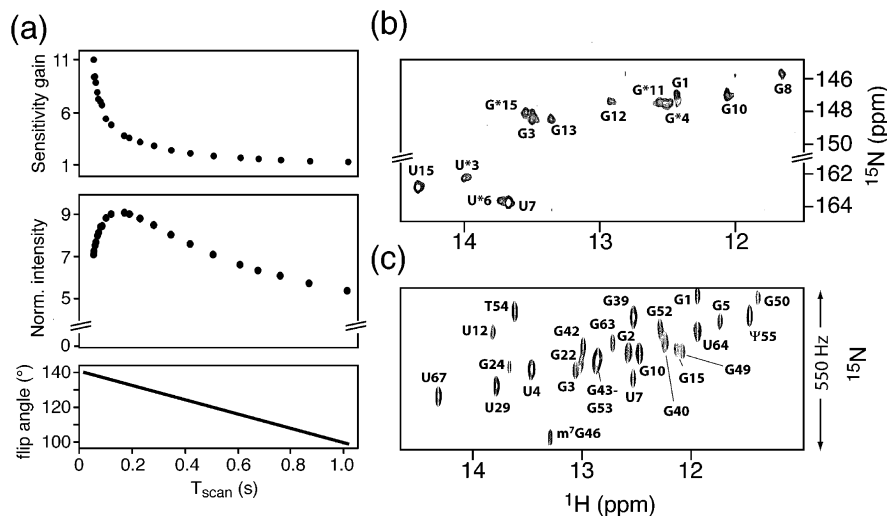 (a)
Sensitivity gain
11
6
1
Norm. intensity
9
7
5
0
flip angle (°)
140
120
100
0 0.2 0.4 0.6 0.8 1.0
Tscan (s)
(b)
G8
G1
G*11
G*15
G12
G10
G*4
G3
G13
U15
U*3
U*6
U7
146
148
150
162
164
15N (ppm)
14 13 12
(c)
T54
G39
G52
G1
G5
G50
U12
G42
G63
G2
U64
Ψ55
G24
G22
G49
U67
U4
G3
G10
G15
U29
G43-
G53
U7
G40
m7G46
550 Hz
15N
14 13 12
1H (ppm)